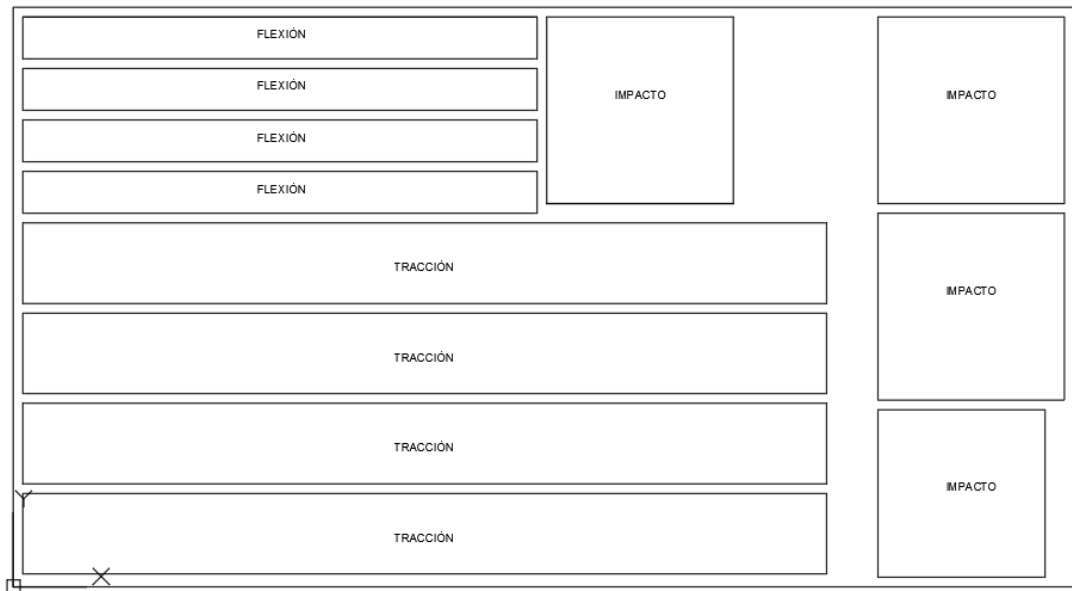 FLEXIÓN
IMPACTO
IMPACTO
FLEXIÓN
FLEXIÓN
FLEXIÓN
TRACCIÓN
IMPACTO
TRACCIÓN
TRACCIÓN
IMPACTO
TRACCIÓN
Y
X